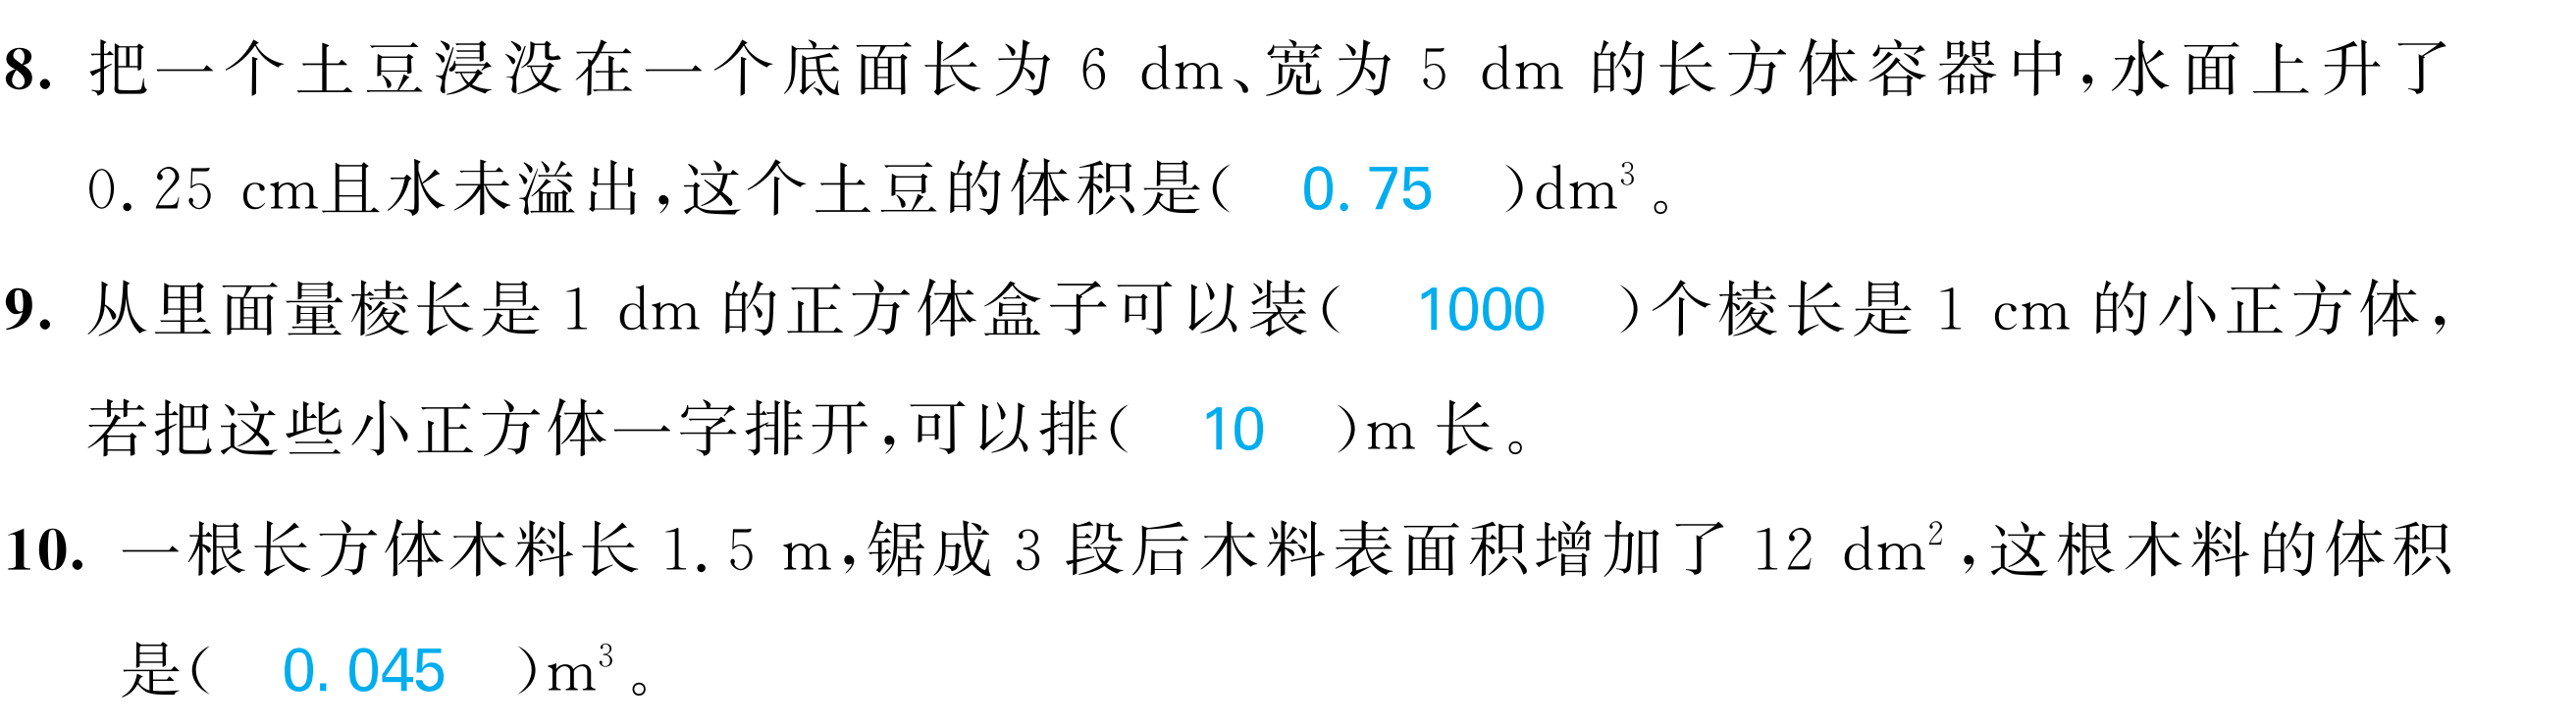 8. 把一个土豆浸没在一个底面长为 6 dm、宽为 5 dm 的长方体容器中,水面上升了
0.25 cm且水未溢出,这个土豆的体积是( 0.75 )dm³。
9. 从里面量棱长是 1 dm 的正方体盒子可以装( 1000 )个棱长是 1 cm 的小正方体,
若把这些小正方体一字排开,可以排( 10 )m 长。
10. 一根长方体木料长 1.5 m,锯成 3 段后木料表面积增加了 12 dm²,这根木料的体积
是( 0.045 )m³。